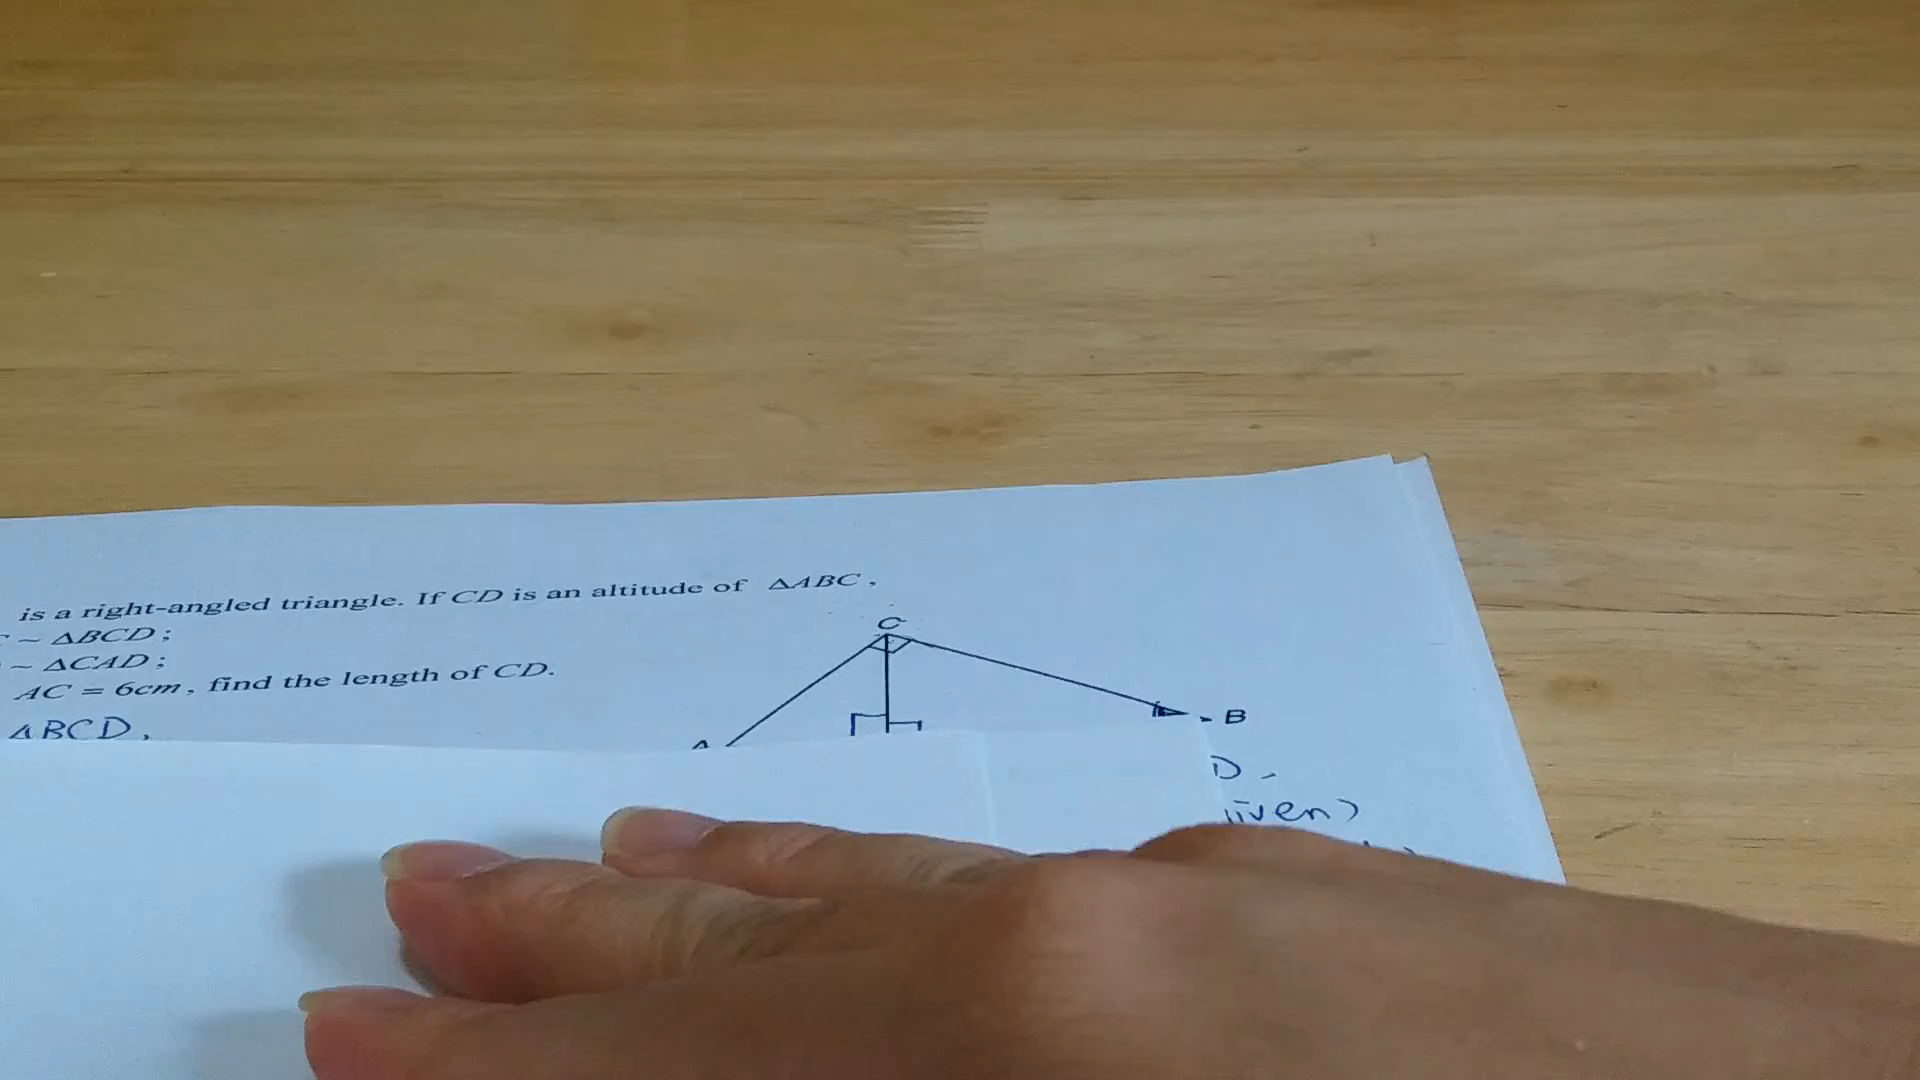 is a right-angled triangle. If CD is an altitude of ΔABC,
~ ΔBCD;
~ ΔCAD;
AC = 6cm, find the length of CD.
ΔBCD,
C
B
A
D.